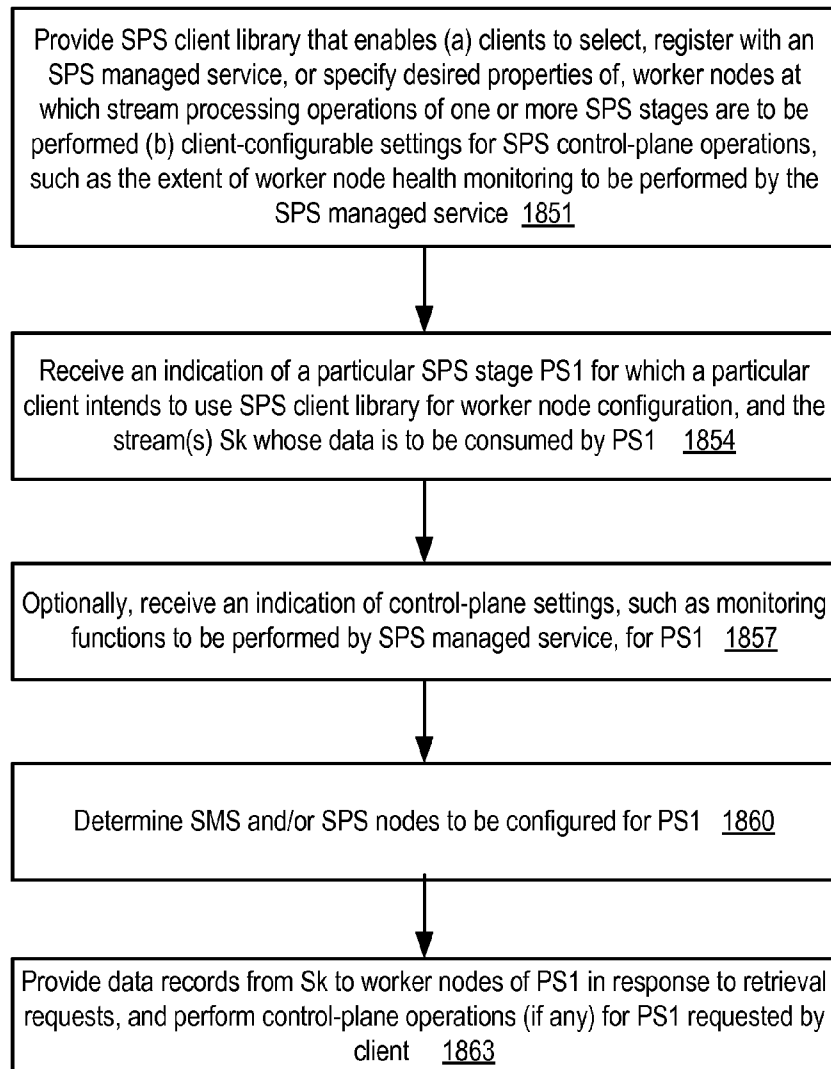 Provide SPS client library that enables (a) clients to select, register with an
SPS managed service, or specify desired properties of, worker nodes at
which stream processing operations of one or more SPS stages are to be
performed (b) client-configurable settings for SPS control-plane operations,
such as the extent of worker node health monitoring to be performed by the
SPS managed service 1851
Receive an indication of a particular SPS stage PS1 for which a particular
client intends to use SPS client library for worker node configuration, and the
stream(s) Sk whose data is to be consumed by PS1 1854
Optionally, receive an indication of control-plane settings, such as monitoring
functions to be performed by SPS managed service, for PS1 1857
Determine SMS and/or SPS nodes to be configured for PS1 1860
Provide data records from Sk to worker nodes of PS1 in response to retrieval
requests, and perform control-plane operations (if any) for PS1 requested by
client 1863